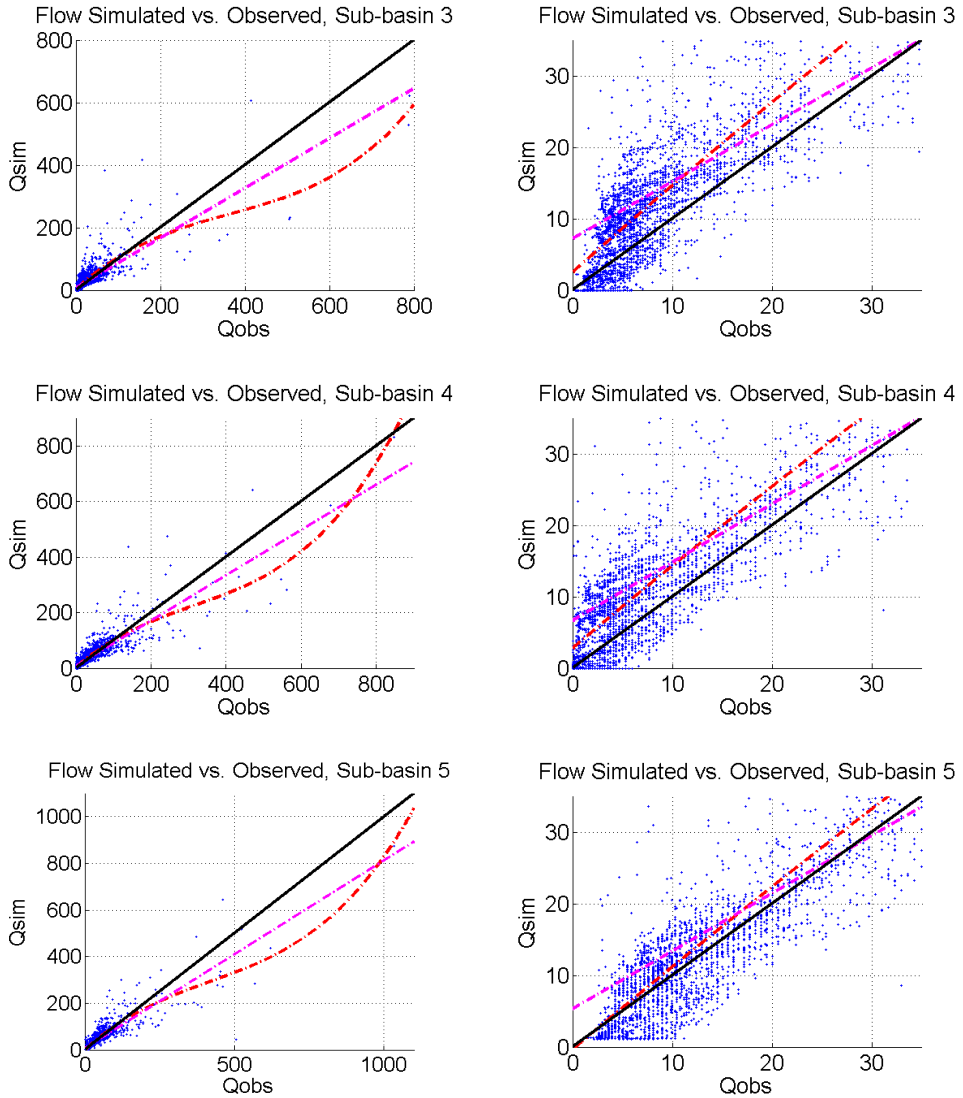 Flow Simulated vs. Observed, Sub-basin 3
800
600
400
200
0
Qsim
0 200 400 600 800
Qobs
Flow Simulated vs. Observed, Sub-basin 3
30
20
10
0
Qsim
0 10 20 30
Qobs
Flow Simulated vs. Observed, Sub-basin 4
800
600
400
200
0
Qsim
0 200 400 600 800
Qobs
Flow Simulated vs. Observed, Sub-basin 4
30
20
10
0
Qsim
0 10 20 30
Qobs
Flow Simulated vs. Observed, Sub-basin 5
1000
800
600
400
200
0
Qsim
0 500 1000
Qobs
Flow Simulated vs. Observed, Sub-basin 5
30
20
10
0
Qsim
0 10 20 30
Qobs